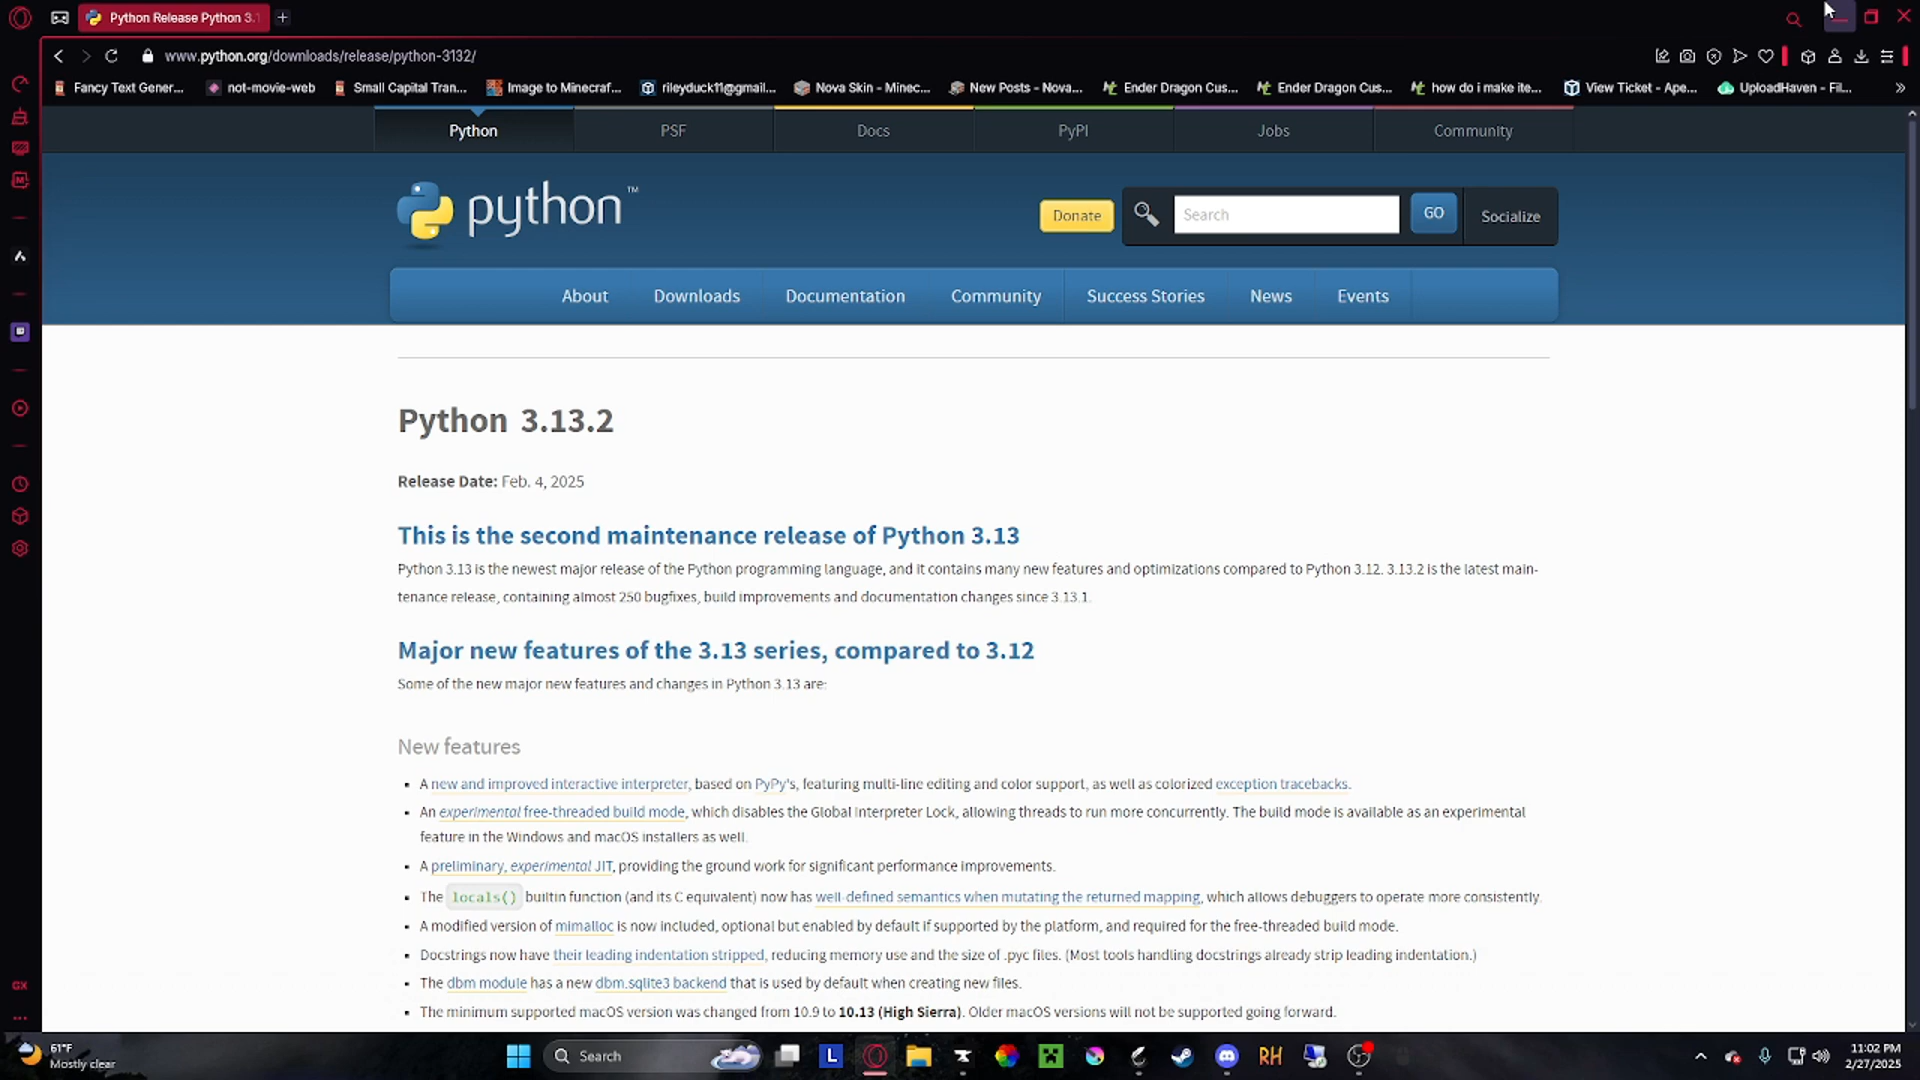 Python Release Python 3.1
www.python.org/downloads/release/python-3132/
Fancy Text Gener... not-movie-web Small Capital Tran... Image to Minecraf... rileyduck11@gmail... Nova Skin - Minec... New Posts - Nova... Ender Dragon Cus... Ender Dragon Cus... how do i make ite... View Ticket - Ape... UploadHaven - Fil...
Python PSF Docs PyPI Jobs Community
python™
Donate Search GO Socialize
About Downloads Documentation Community Success Stories News Events
Python 3.13.2
Release Date: Feb. 4, 2025
This is the second maintenance release of Python 3.13
Python 3.13 is the newest major release of the Python programming language, and it contains many new features and optimizations compared to Python 3.12. 3.13.2 is the latest main-
tenance release, containing almost 250 bugfixes, build improvements and documentation changes since 3.13.1.
Major new features of the 3.13 series, compared to 3.12
Some of the new major new features and changes in Python 3.13 are:
New features
A new and improved interactive interpreter, based on PyPy's, featuring multi-line editing and color support, as well as colorized exception tracebacks.
An experimental free-threaded build mode, which disables the Global Interpreter Lock, allowing threads to run more concurrently. The build mode is available as an experimental
feature in the Windows and macOS installers as well.
A preliminary, experimental JIT, providing the ground work for significant performance improvements.
The locals() builtin function (and its C equivalent) now has well-defined semantics when mutating the returned mapping, which allows debuggers to operate more consistently.
A modified version of mimalloc is now included, optional but enabled by default if supported by the platform, and required for the free-threaded build mode.
Docstrings now have their leading indentation stripped, reducing memory use and the size of .pyc files. (Most tools handling docstrings already strip leading indentation.)
The dbm module has a new dbm.sqlite3 backend that is used by default when creating new files.
The minimum supported macOS version was changed from 10.9 to 10.13 (High Sierra). Older macOS versions will not be supported going forward.
GX
61°F
Mostly clear
Search
L
RH
11:02 PM
2/27/2025